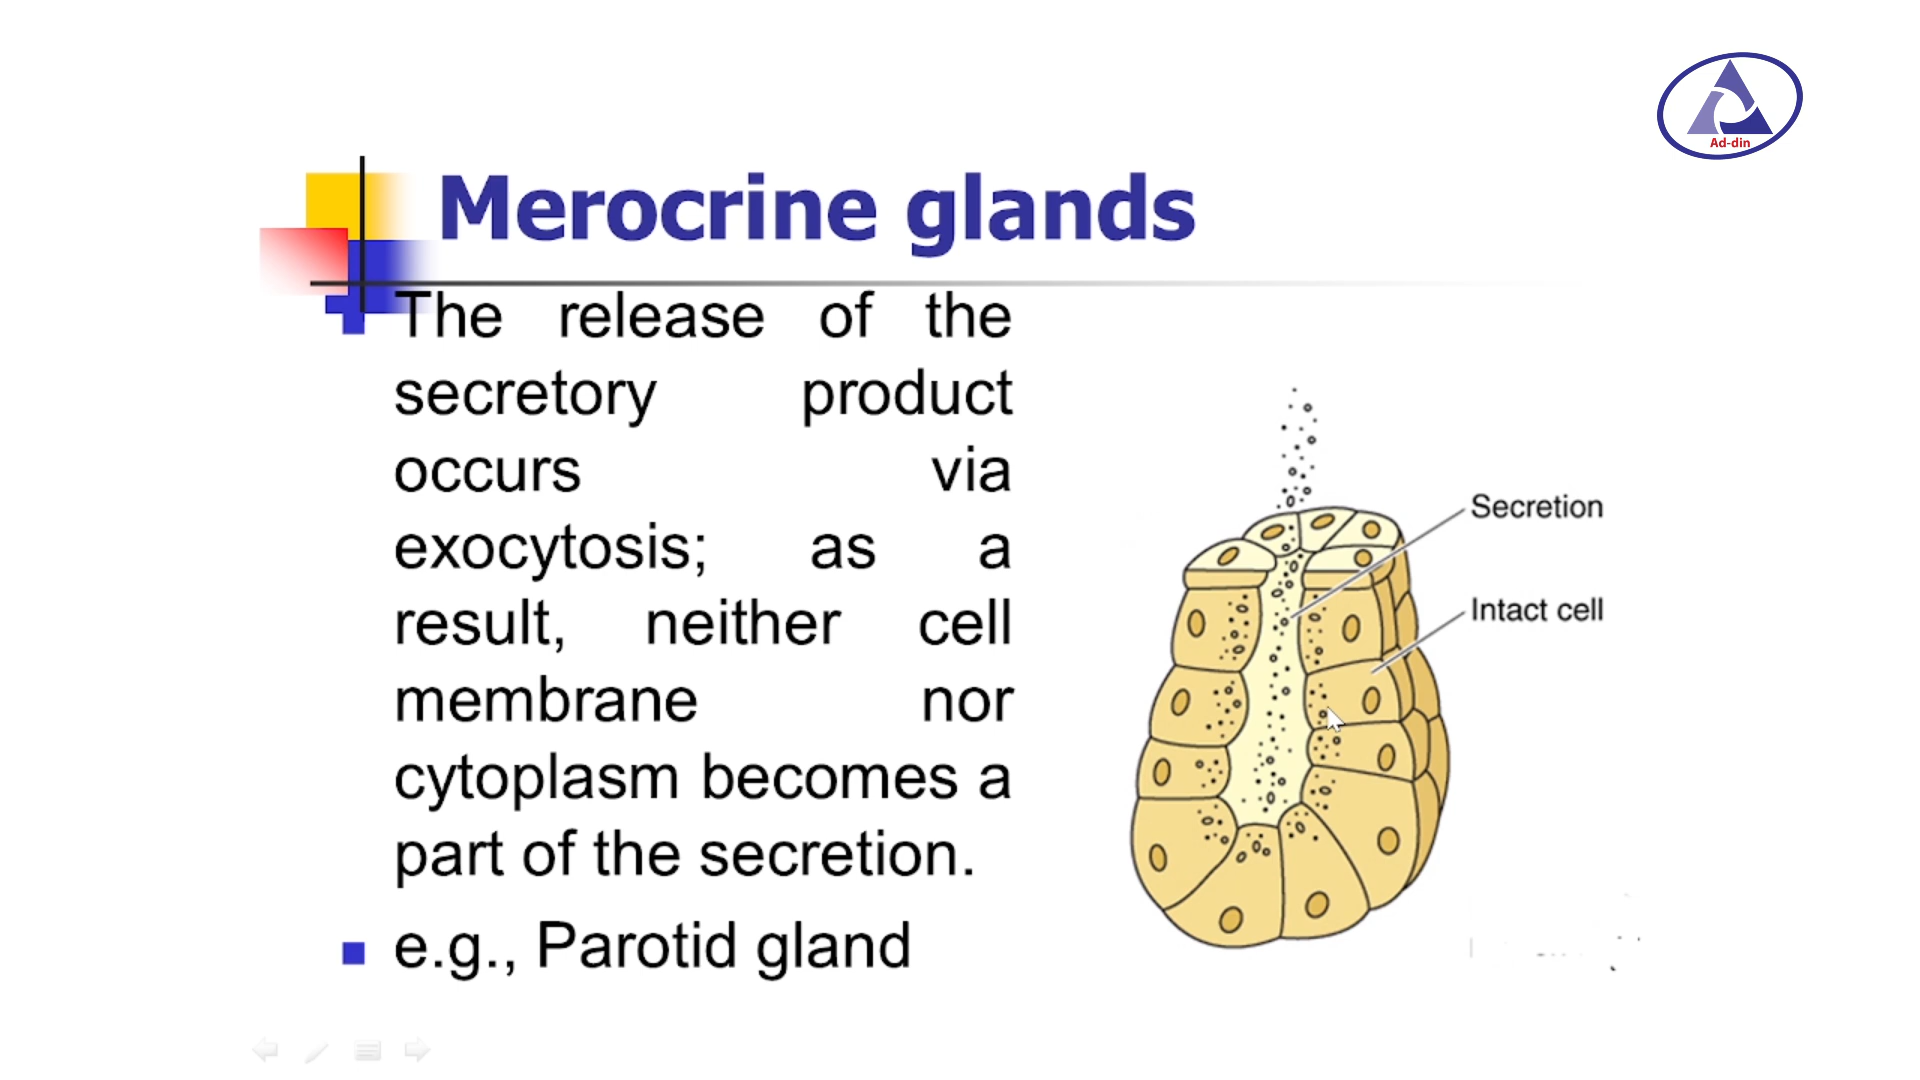 Ad-din
Merocrine glands
The release of the
secretory product
occurs via
exocytosis; as a
result, neither cell
membrane nor
cytoplasm becomes a
part of the secretion.
e.g., Parotid gland
Secretion
Intact cell